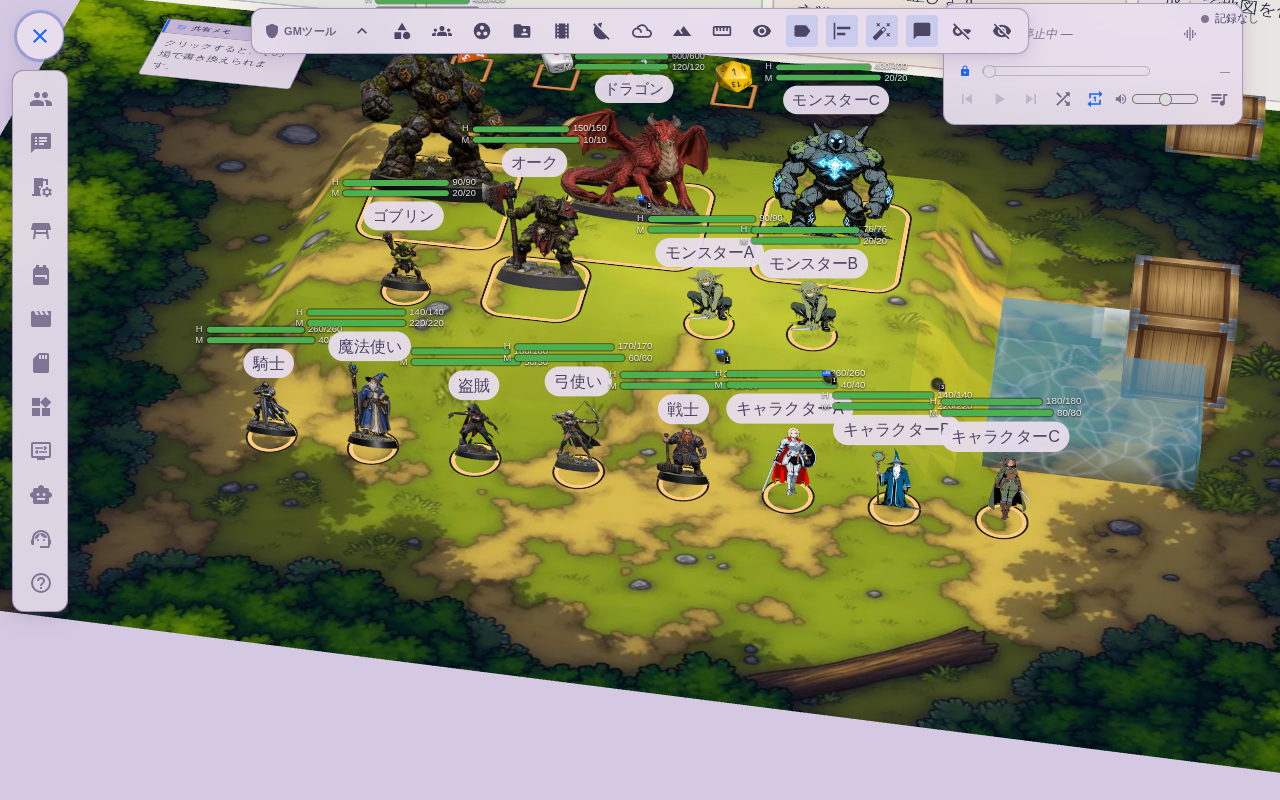 共有メモ
クリックすると
場で書き換えられま
す。
GMツール
停止中 —
記録なし
600/600
M 120/120
ドラゴン
H 400/400
M 20/20
モンスターC
H 150/150
M 10/10
オーク
H 90/90
M 20/20
ゴブリン
H 90/90
M
モンスターA
H 76/76
M 20/20
モンスターB
H 260/260
M 40
騎士
H 140/140
M 220/220
魔法使い
M
盗賊
H 170/170
M 60/60
弓使い
H
M
戦士
H 260/260
M 40/40
キャラクター
H 140/140
M 220/220
キャラクター
H 180/180
M 80/80
キャラクターC